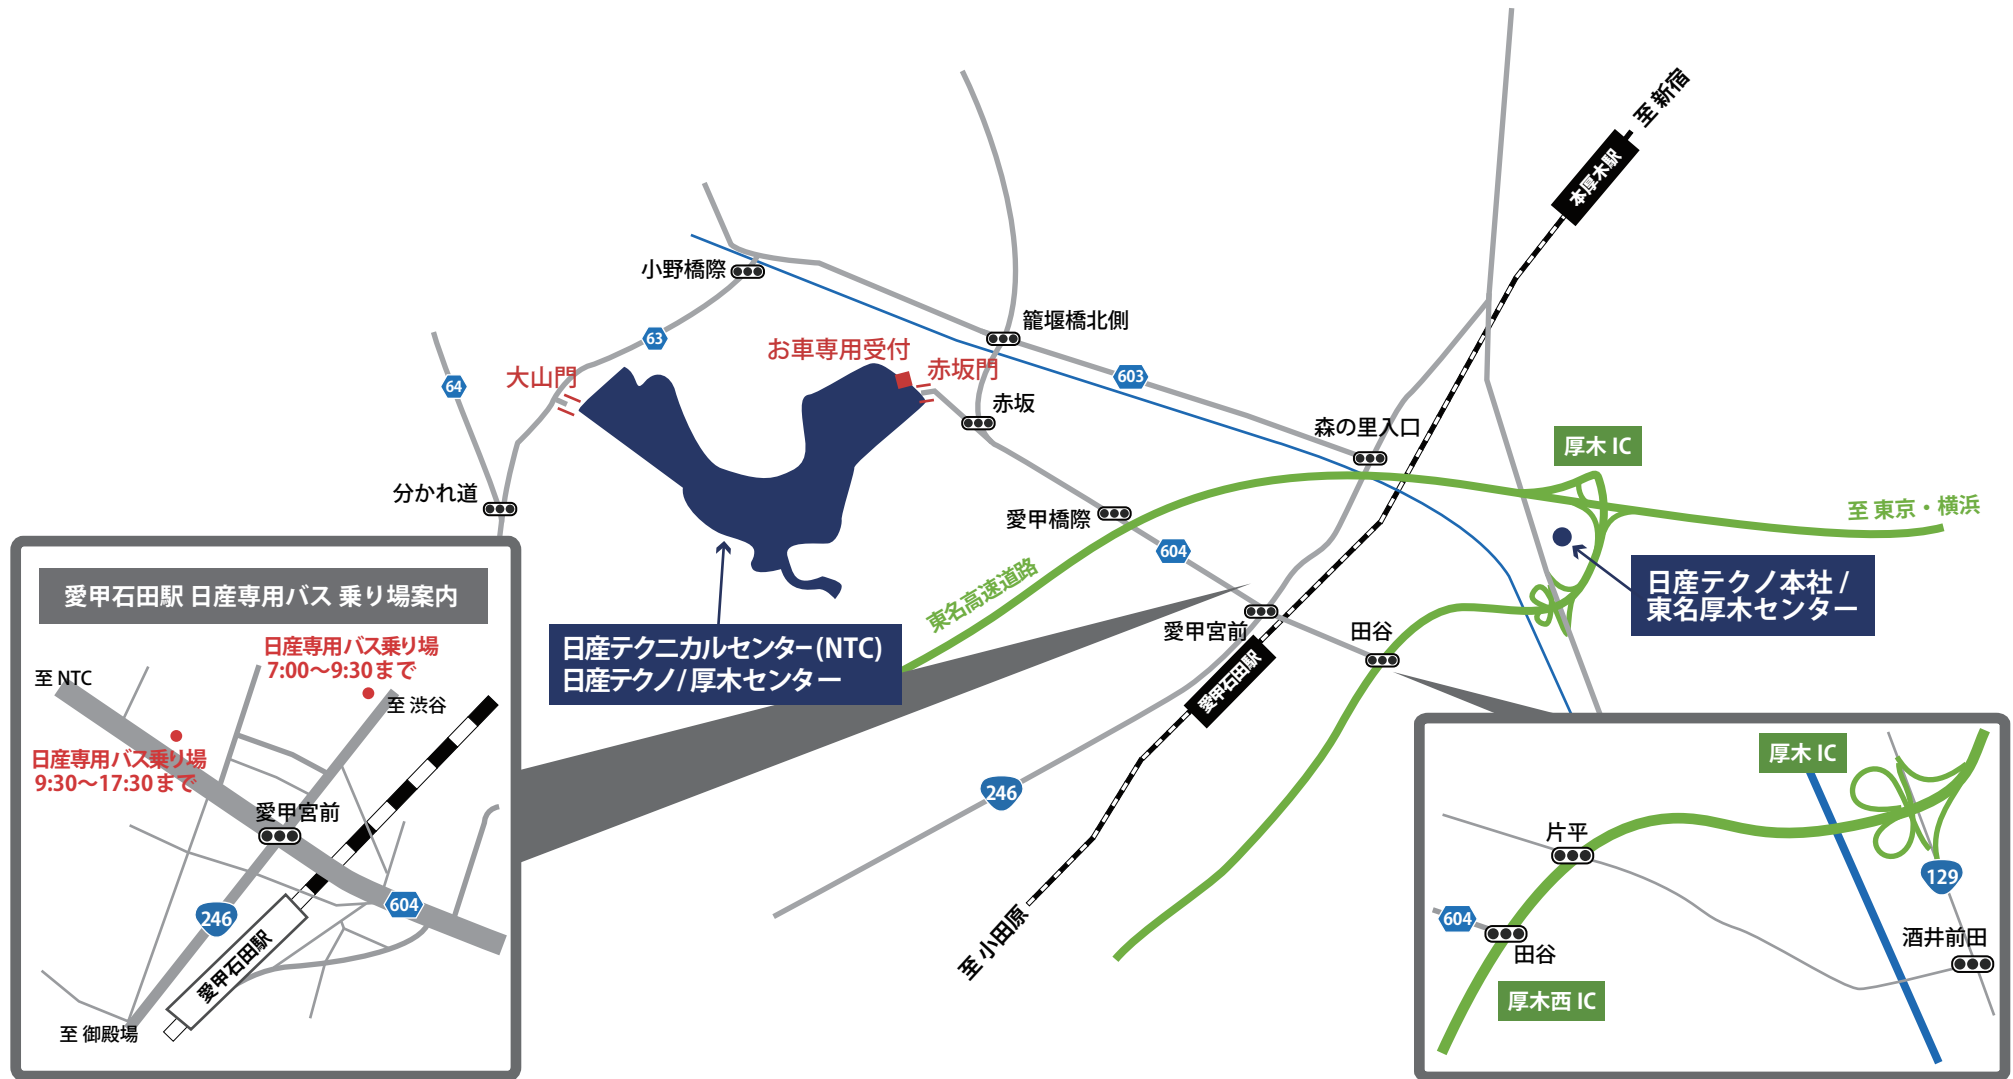 至 新宿
本厚木駅
小野橋際
籠堰橋北側
63
お車専用受付
赤坂門
大山門
64
603
赤坂
森の里入口
厚木 IC
分かれ道
愛甲橋際
至 東京・横浜
604
東名高速道路
日産テクノ本社 /
東名厚木センター
愛甲宮前
田谷
日産テクニカルセンター(NTC)
日産テクノ/ 厚木センター
愛甲石田駅
246
至 小田原
愛甲石田駅 日産専用バス 乗り場案内
日産専用バス乗り場
7:00～9:30 まで
至 NTC
至 渋谷
日産専用バス乗り場
9:30～17:30 まで
愛甲宮前
604
246
愛甲石田駅
至 御殿場
厚木 IC
片平
129
604
田谷
酒井前田
厚木西 IC